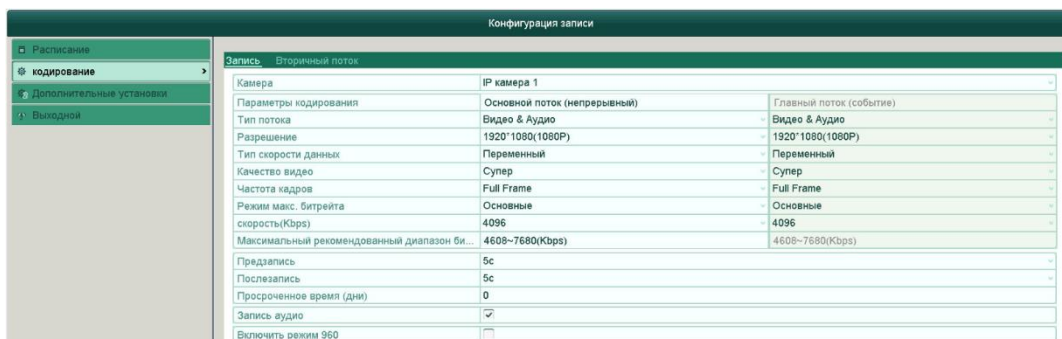 Конфигурация записи
Расписание
кодирование
Дополнительные установки
Выходной
Запись Вторичный поток
Камера IP камера 1
Параметры кодирования Основной поток (непрерывный) Главный поток (событие)
Тип потока Видео & Аудио Видео & Аудио
Разрешение 1920*1080(1080P) 1920*1080(1080P)
Тип скорости данных Переменный Переменный
Качество видео Супер Супер
Частота кадров Full Frame Full Frame
Режим макс. битрейта Основные Основные
скорость(Kbps) 4096 4096
Максимальный рекомендованный диапазон би... 4608~7680(Kbps) 4608~7680(Kbps)
Предзапись 5с
Послезапись 5с
Просроченное время (дни) 0
Запись аудио
Включить режим 960